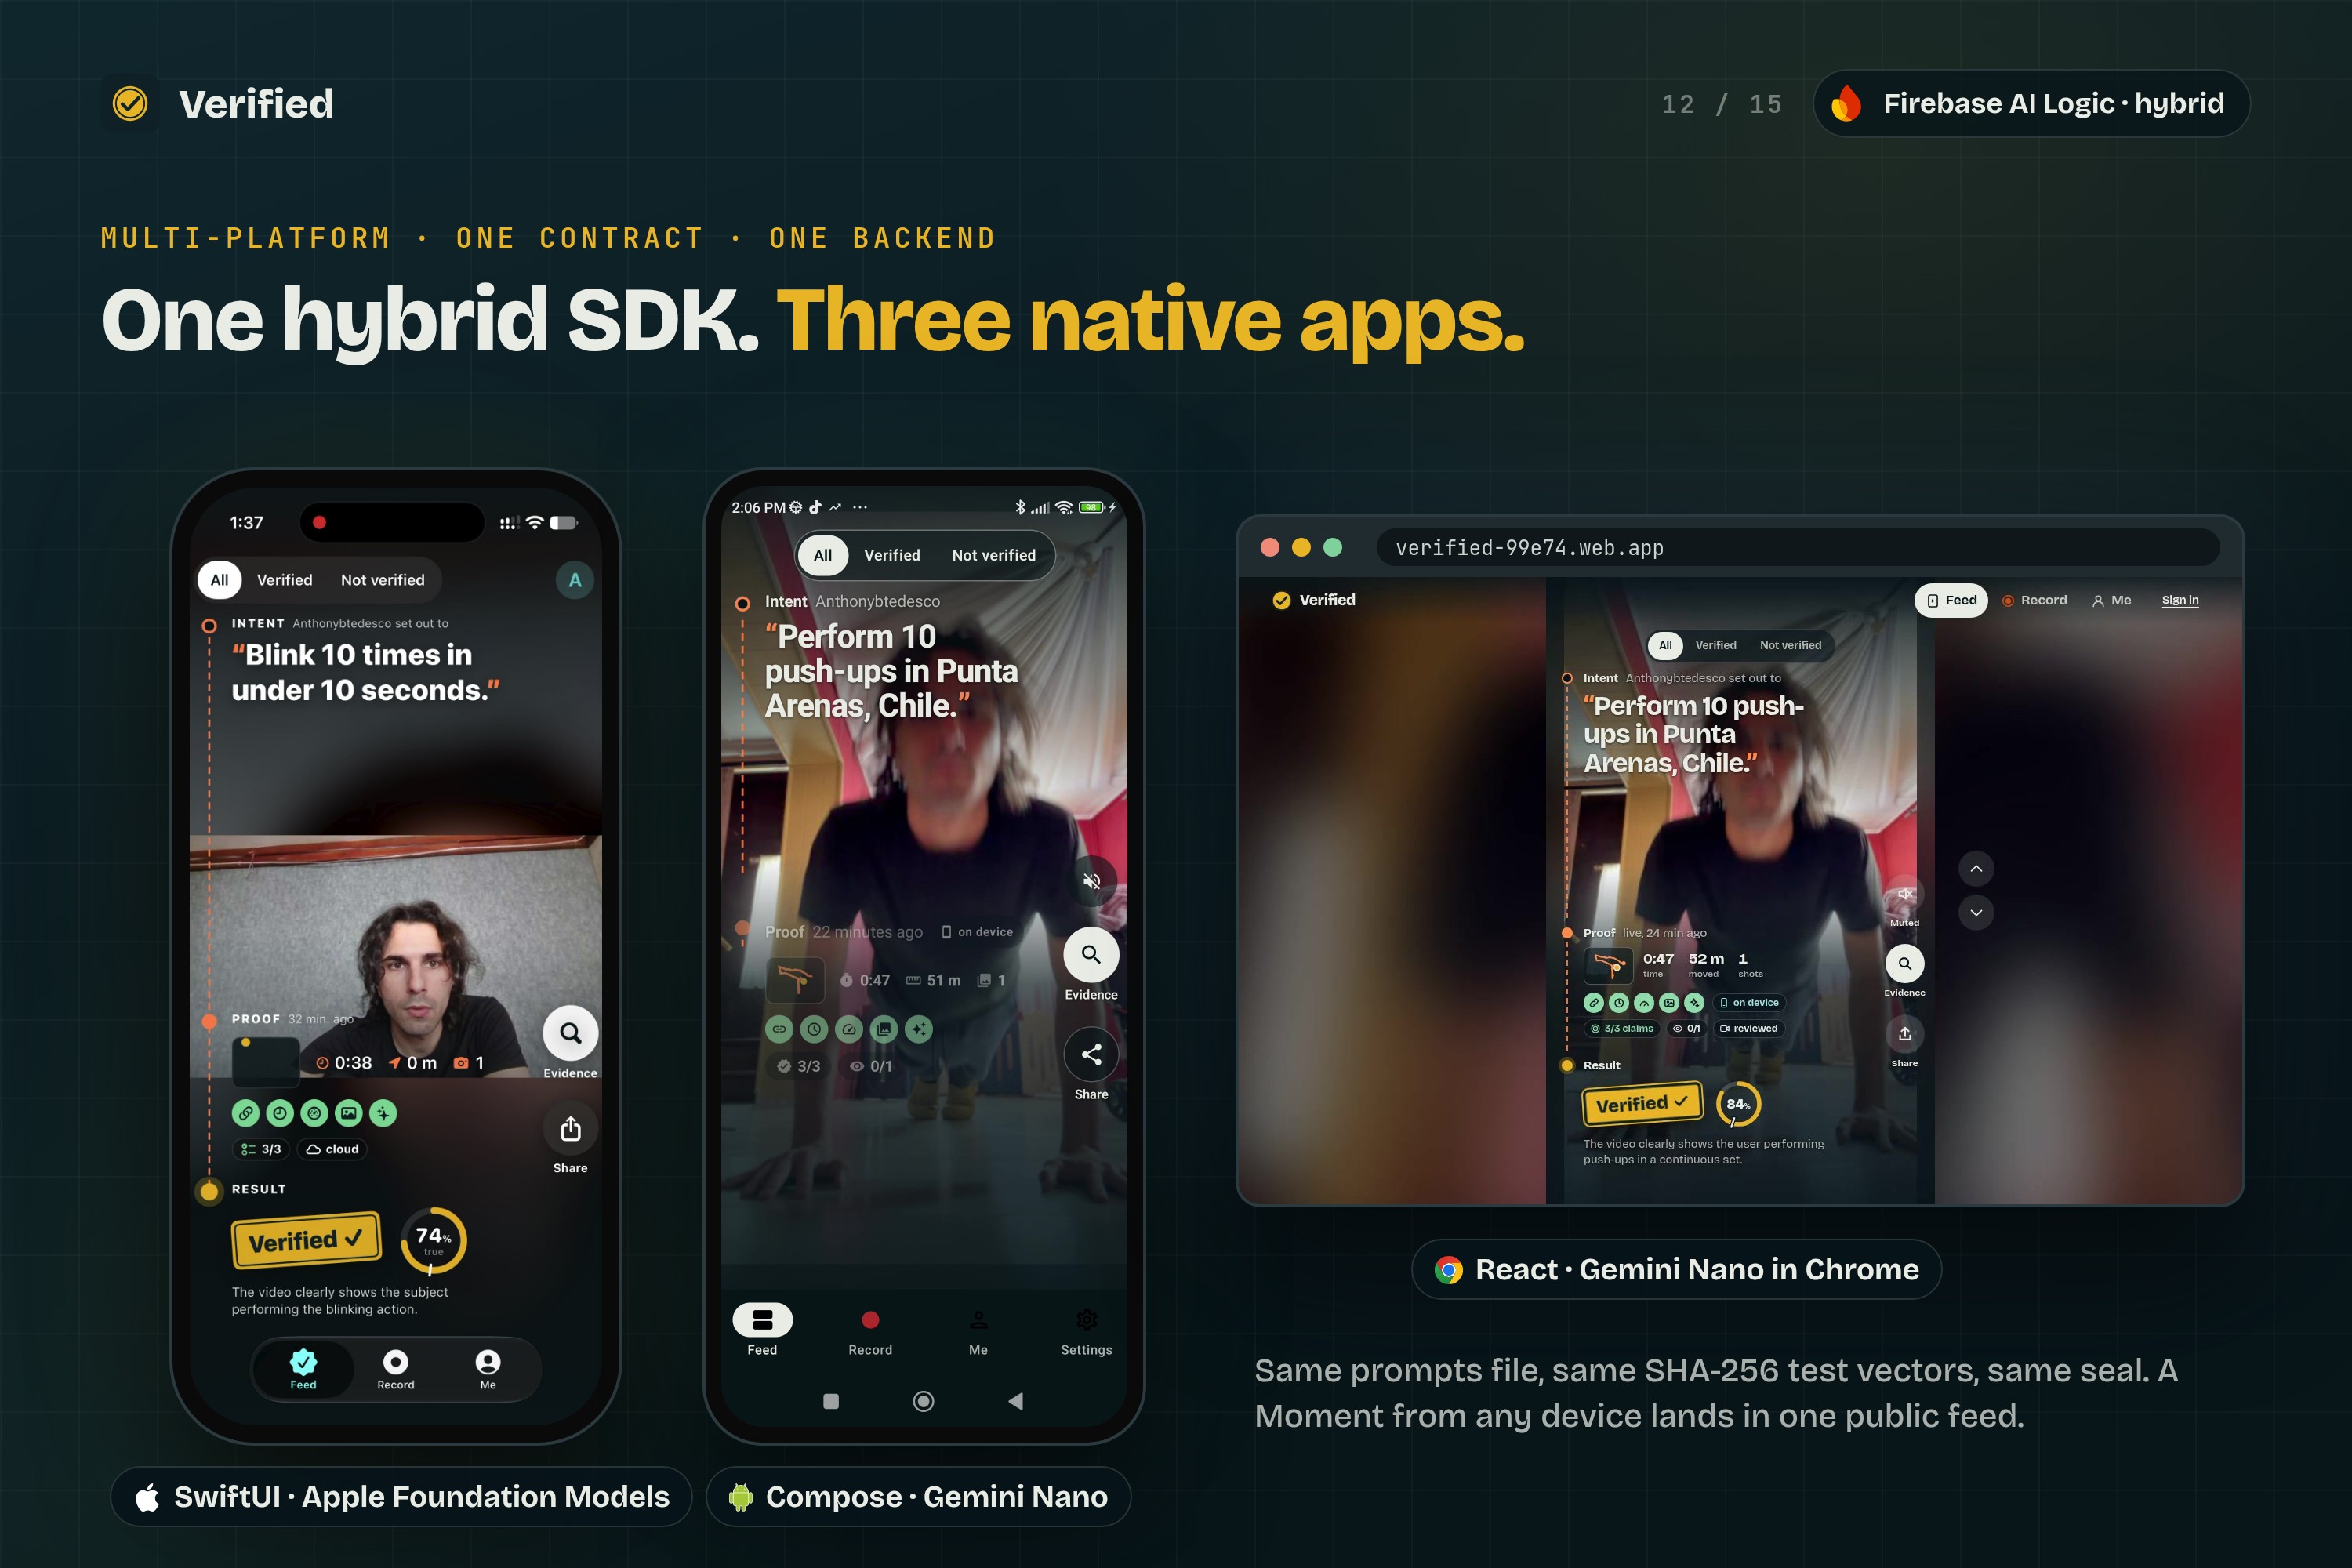 Verified
12 / 15
Firebase AI Logic · hybrid
MULTI-PLATFORM · ONE CONTRACT · ONE BACKEND
One hybrid SDK. Three native apps.
1:37
All Verified Not verified
A
INTENT Anthonybtedesco set out to
“Blink 10 times in
under 10 seconds.”
PROOF 32 min. ago
0:38 0 m 1
Evidence
3/3 cloud
Share
RESULT
Verified ✓
74%
true
The video clearly shows the subject
performing the blinking action.
Feed Record Me
SwiftUI · Apple Foundation Models
2:06 PM
98
All Verified Not verified
Intent Anthonybtedesco
“Perform 10
push-ups in Punta
Arenas, Chile.”
Proof 22 minutes ago on device
0:47 51 m 1
Evidence
3/3 0/1
Share
Feed Record Me Settings
Compose · Gemini Nano
verified-99e74.web.app
Verified
Feed Record Me Sign in
All Verified Not verified
Intent Anthonybtedesco set out to
“Perform 10 push-
ups in Punta
Arenas, Chile.”
Muted
Proof live, 24 min ago
0:47 52 m 1
time moved shots
Evidence
on device
3/3 claims 0/1 reviewed
Share
Result
Verified ✓
84%
The video clearly shows the user performing
push-ups in a continuous set.
React · Gemini Nano in Chrome
Same prompts file, same SHA-256 test vectors, same seal. A
Moment from any device lands in one public feed.